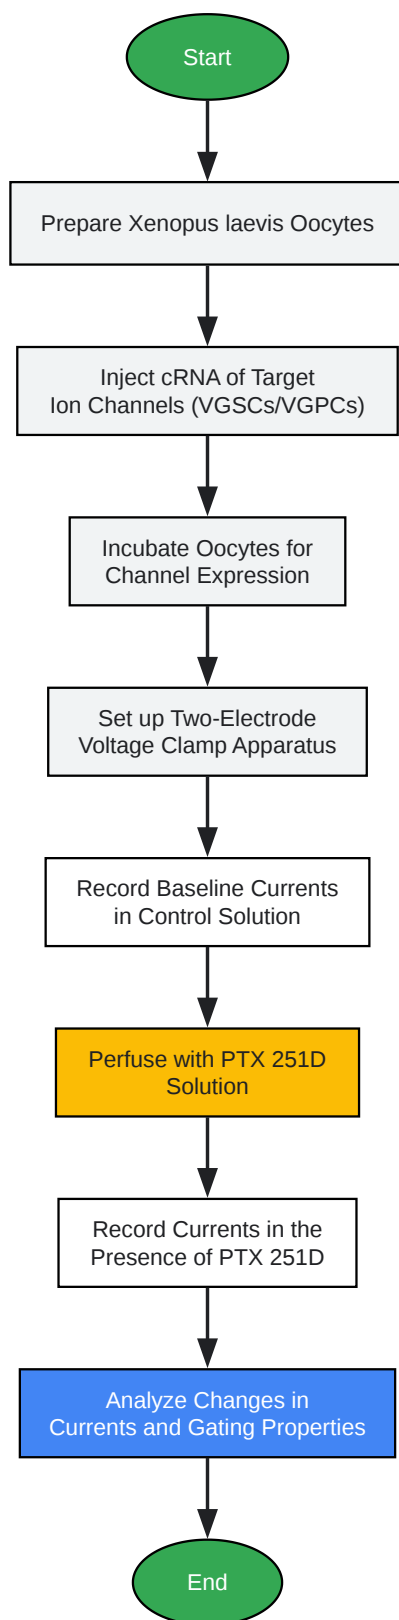 Start
Prepare Xenopus laevis Oocytes
Inject cRNA of Target
Ion Channels (VGSCs/VGPCs)
Incubate Oocytes for
Channel Expression
Set up Two-Electrode
Voltage Clamp Apparatus
Record Baseline Currents
in Control Solution
Perfuse with PTX 251D
Solution
Record Currents in the
Presence of PTX 251D
Analyze Changes in
Currents and Gating Properties
End